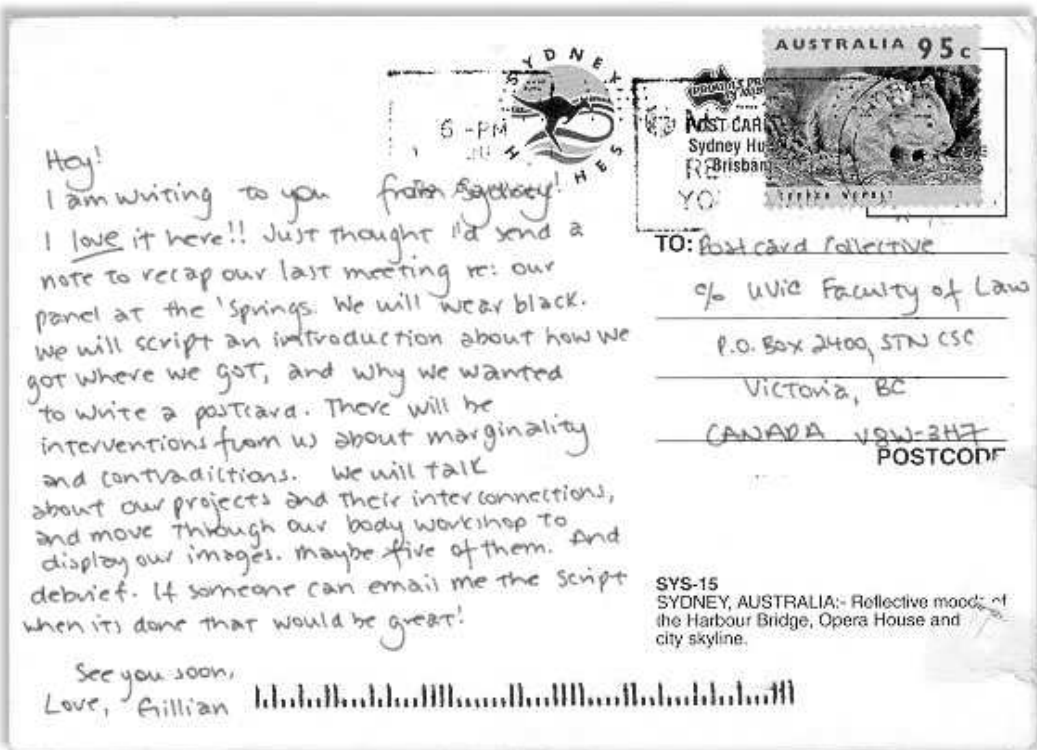 SYDNEY
AUSTRALIA 95c
6 -PM
POST CAR
Sydney Hu
Brisban
RE
YO
Hey!
I am writing to you from Sydney!
I love it here!! Just thought I'd send a
note to recap our last meeting re: our
panel at the 'Springs. We will wear black.
We will script an introduction about how we
got where we got, and why we wanted
to write a postcard. There will be
interventions from us about marginality
and contradictions. We will talk
about our projects and their interconnections,
and move through our body workshop to
display our images. maybe five of them. And
debrief. If someone can email me the script
when its done that would be great!
See you soon,
Love, Gillian
TO: Postcard Collective
c/o UVic Faculty of Law
P.O. Box 2400, STN CSC
Victoria, BC
CANADA V8W-3H7
POSTCODE
SYS-15
SYDNEY, AUSTRALIA:- Reflective moods of
the Harbour Bridge, Opera House and
city skyline.